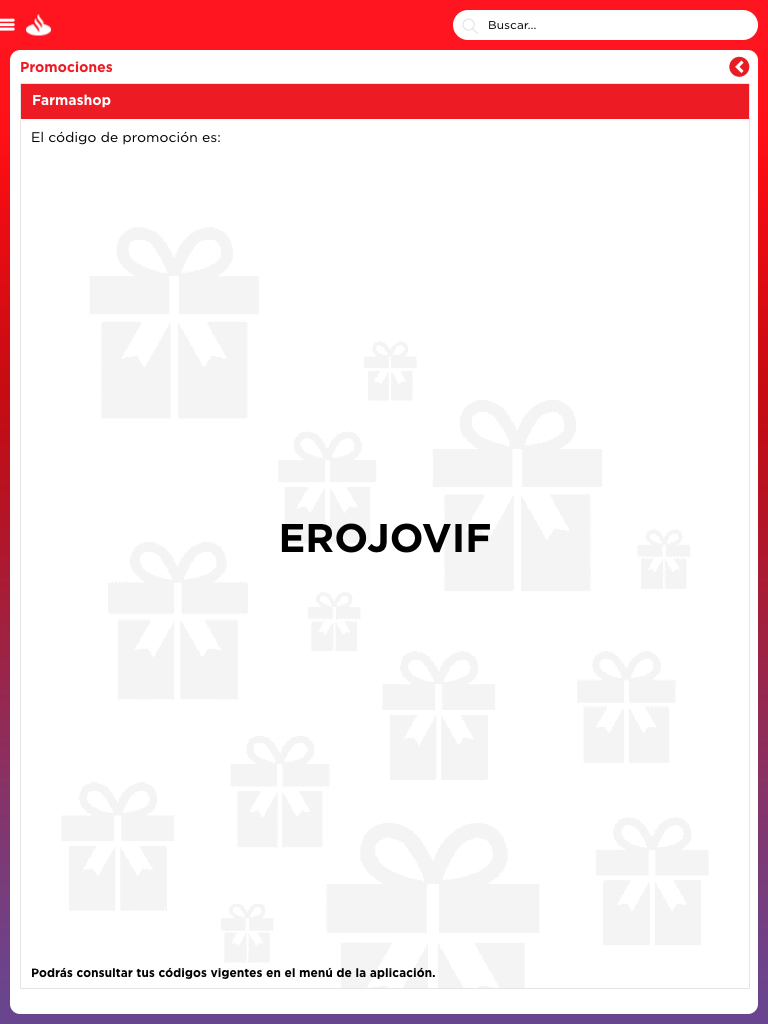 Buscar...
Promociones
Farmashop
El código de promoción es:
EROJOVIF
Podrás consultar tus códigos vigentes en el menú de la aplicación.